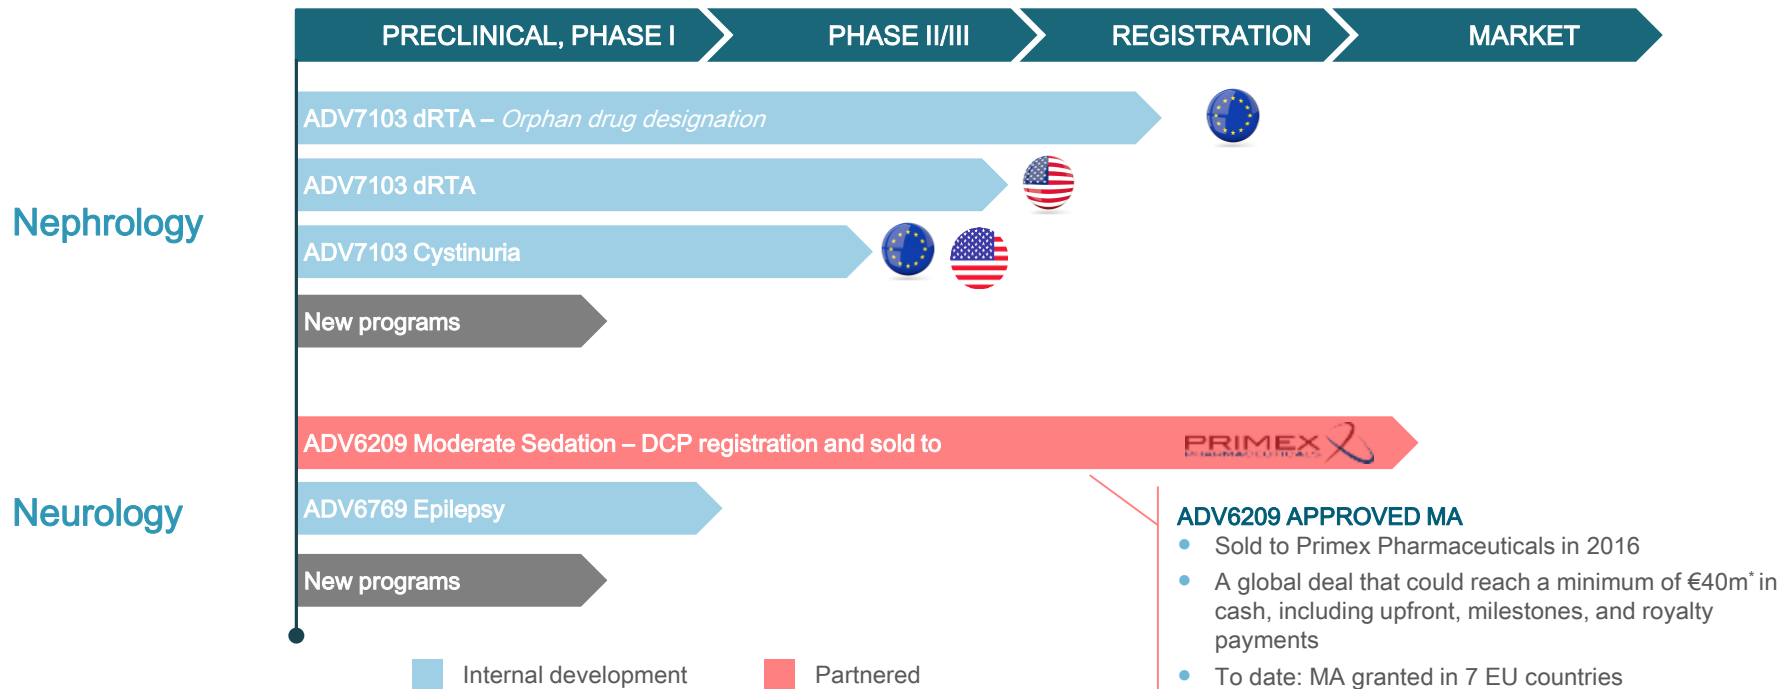 PRECLINICAL, PHASE I
PHASE II/III
REGISTRATION
MARKET
Nephrology
ADV7103 dRTA – Orphan drug designation
ADV7103 dRTA
ADV7103 Cystinuria
New programs
Neurology
ADV6209 Moderate Sedation – DCP registration and sold to
PRIMEX
PHARMACEUTICALS
ADV6769 Epilepsy
New programs
ADV6209 APPROVED MA
• Sold to Primex Pharmaceuticals in 2016
• A global deal that could reach a minimum of €40m* in
cash, including upfront, milestones, and royalty
payments
• To date: MA granted in 7 EU countries
Internal development
Partnered